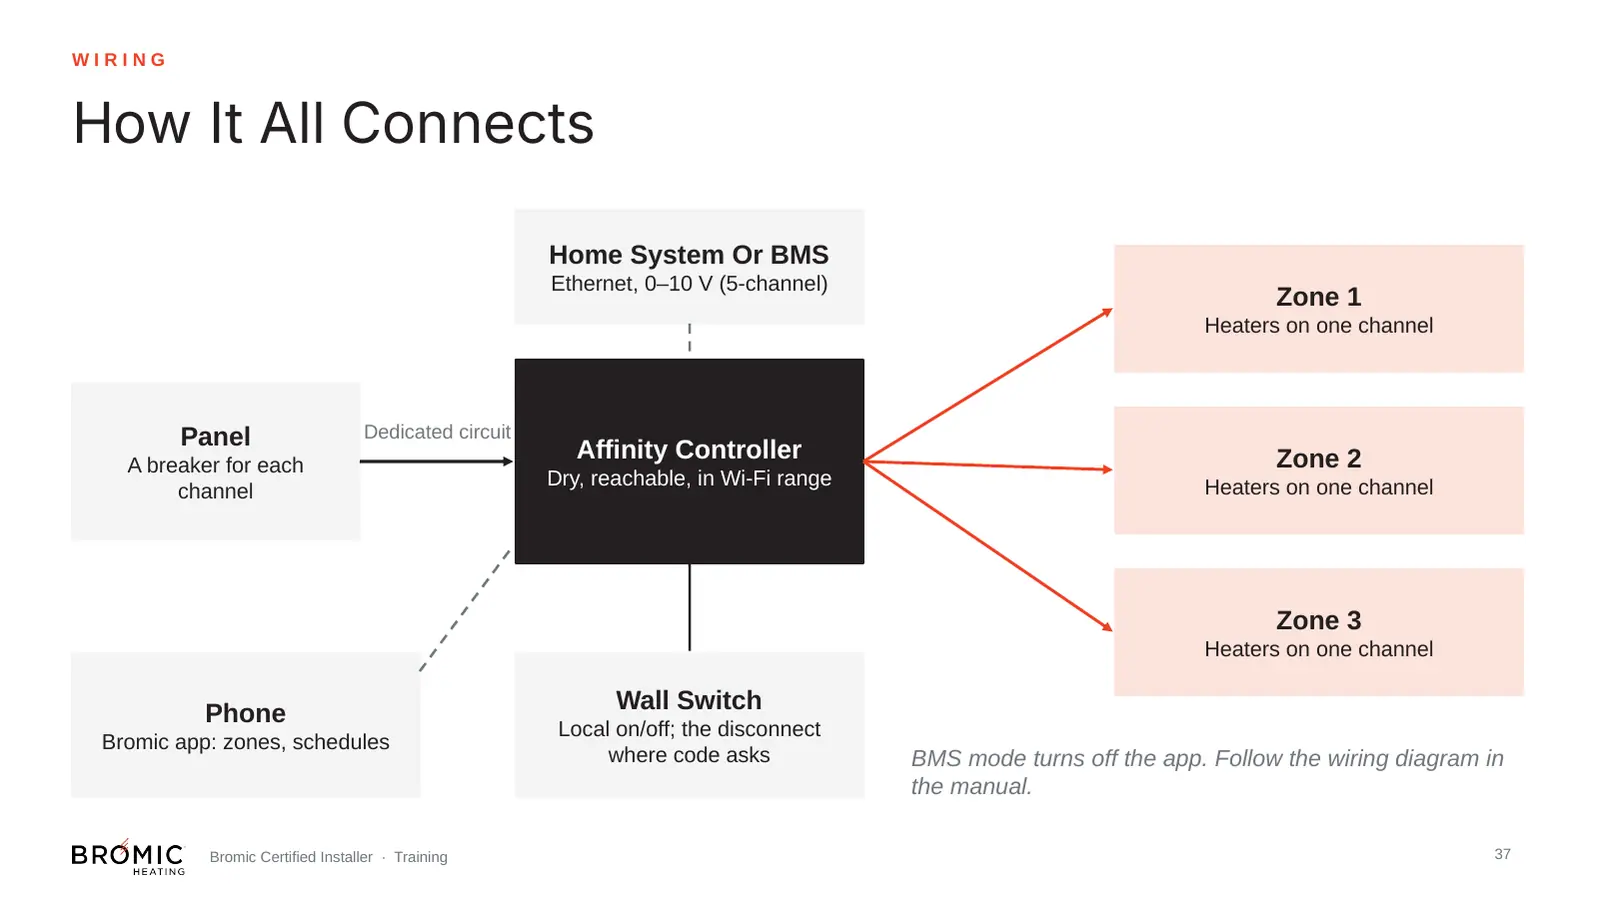 WIRING
How It All Connects
Home System Or BMS
Ethernet, 0–10 V (5-channel)
Panel
A breaker for each
channel
Dedicated circuit
Affinity Controller
Dry, reachable, in Wi-Fi range
Zone 1
Heaters on one channel
Zone 2
Heaters on one channel
Zone 3
Heaters on one channel
Phone
Bromic app: zones, schedules
Wall Switch
Local on/off; the disconnect
where code asks
BMS mode turns off the app. Follow the wiring diagram in
the manual.
BROMIC
HEATING
Bromic Certified Installer · Training
37